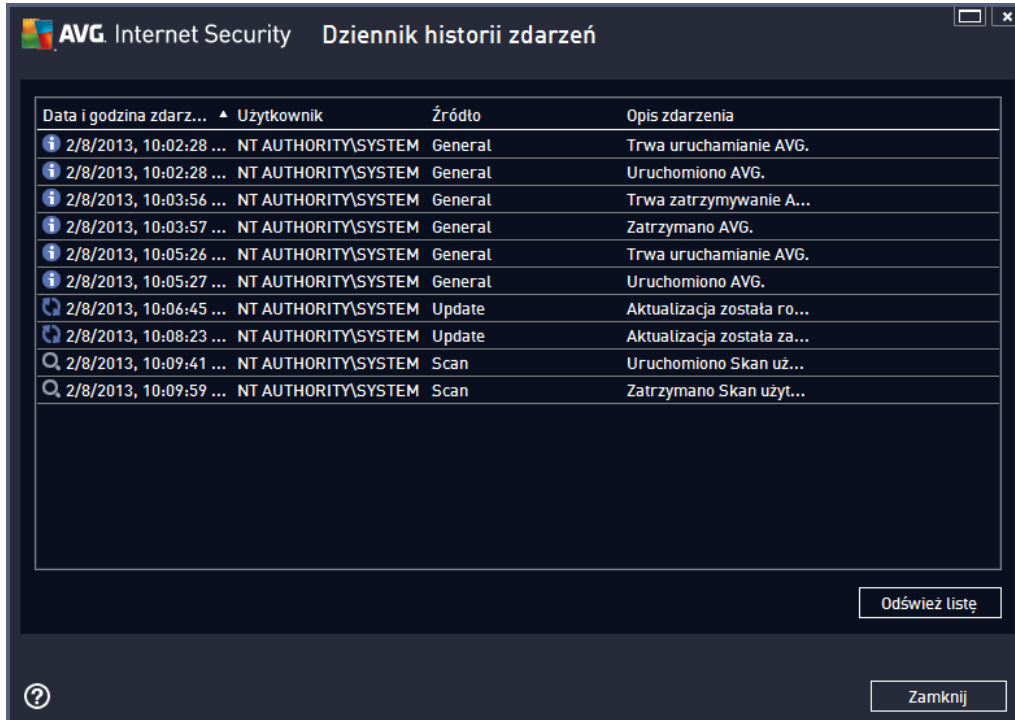 AVG. Internet Security Dziennik historii zdarzeń
Data i godzina zdarz... Użytkownik Źródło Opis zdarzenia
2/8/2013, 10:02:28 ... NT AUTHORITY\SYSTEM General Trwa uruchamianie AVG.
2/8/2013, 10:02:28 ... NT AUTHORITY\SYSTEM General Uruchomiono AVG.
2/8/2013, 10:03:56 ... NT AUTHORITY\SYSTEM General Trwa zatrzymywanie A...
2/8/2013, 10:03:57 ... NT AUTHORITY\SYSTEM General Zatrzymano AVG.
2/8/2013, 10:05:26 ... NT AUTHORITY\SYSTEM General Trwa uruchamianie AVG.
2/8/2013, 10:05:27 ... NT AUTHORITY\SYSTEM General Uruchomiono AVG.
2/8/2013, 10:06:45 ... NT AUTHORITY\SYSTEM Update Aktualizacja została ro...
2/8/2013, 10:08:23 ... NT AUTHORITY\SYSTEM Update Aktualizacja została za...
2/8/2013, 10:09:41 ... NT AUTHORITY\SYSTEM Scan Uruchomiono Skan uż...
2/8/2013, 10:09:59 ... NT AUTHORITY\SYSTEM Scan Zatrzymano Skan użyt...
Odśwież listę
Zamknij